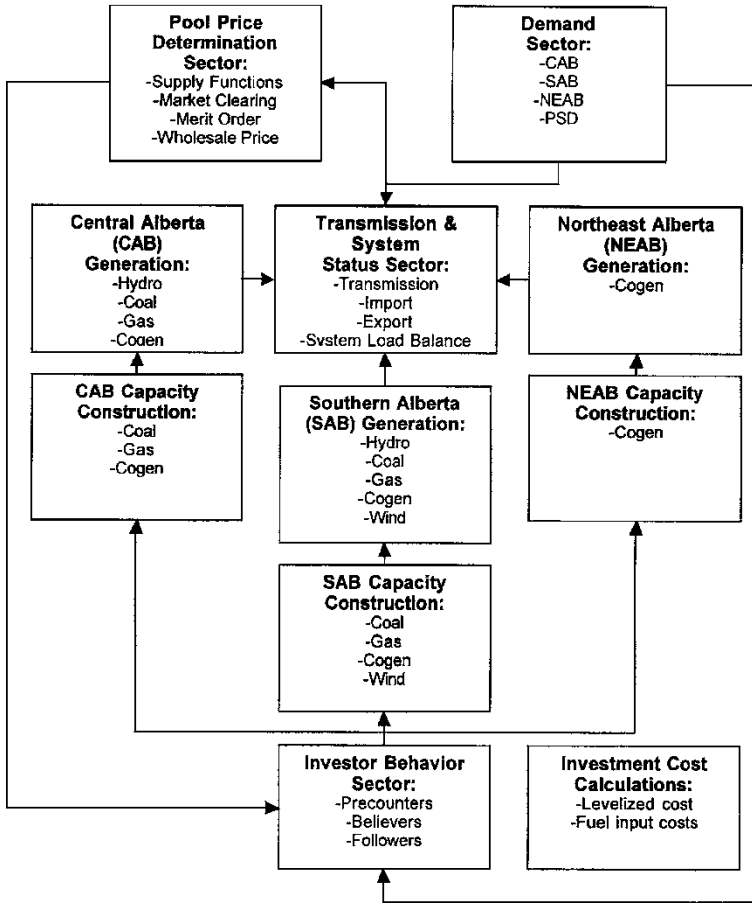 Pool Price
Determination
Sector:
-Supply Functions
-Market Clearing
-Merit Order
-Wholesale Price
Demand
Sector:
-CAB
-SAB
-NEAB
-PSD
Central Alberta
(CAB)
Generation:
-Hydro
-Coal
-Gas
-Cogen
Transmission &
System
Status Sector:
-Transmission
-Import
-Export
-System Load Balance
Northeast Alberta
(NEAB)
Generation:
-Cogen
CAB Capacity
Construction:
-Coal
-Gas
-Cogen
Southern Alberta
(SAB) Generation:
-Hydro
-Coal
-Gas
-Cogen
-Wind
NEAB Capacity
Construction:
-Cogen
SAB Capacity
Construction:
-Coal
-Gas
-Cogen
-Wind
Investor Behavior
Sector:
-Precounters
-Believers
-Followers
Investment Cost
Calculations:
-Levelized cost
-Fuel input costs